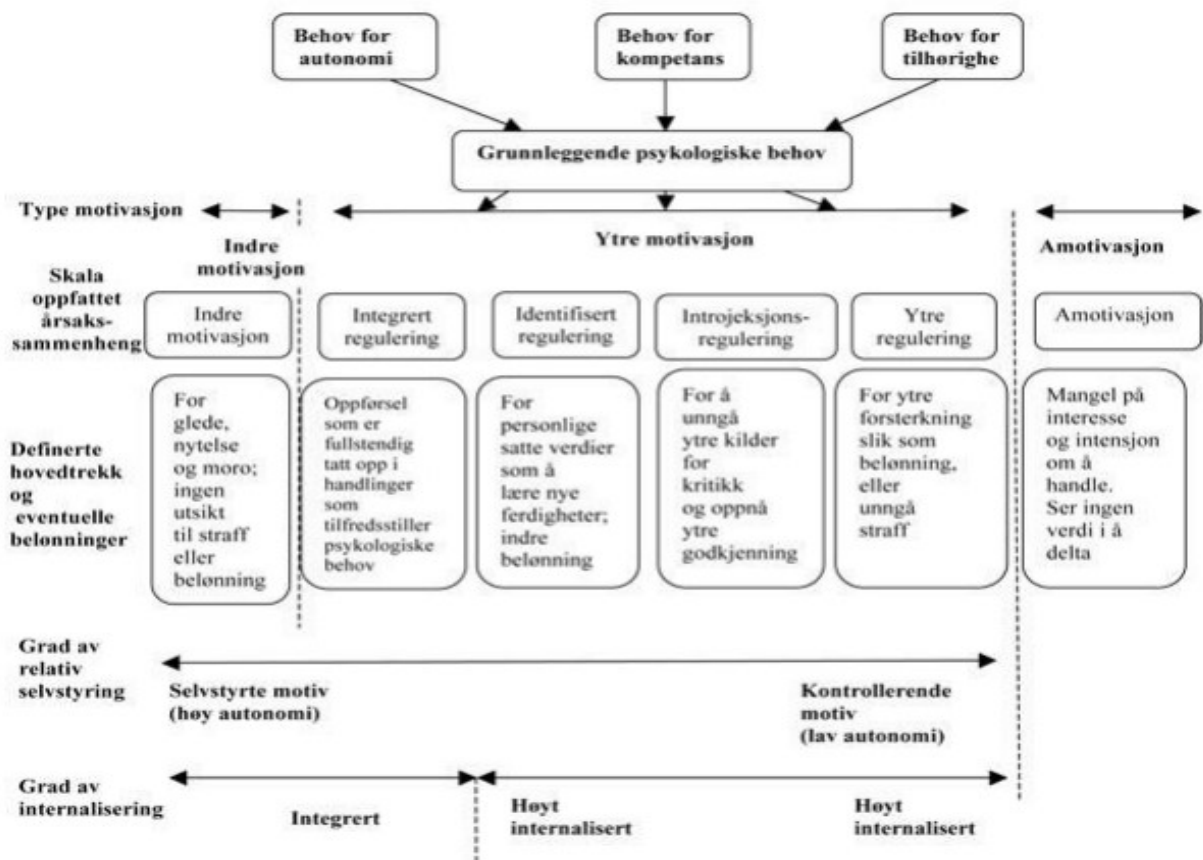 Behov for
autonomi
Behov for
kompetans
Behov for
tilhørighe
Grunnleggende psykologiske behov
Type motivasjon
Indre
motivasjon
Ytre motivasjon
Amotivasjon
Skala
oppfattet
årsaks-
sammenheng
Indre
motivasjon
Integrert
regulering
Identifisert
regulering
Introjeksjons-
regulering
Ytre
regulering
Amotivasjon
Definerte
hovedtrekk
og
eventuelle
belønninger
For
glede,
nytelse
og moro;
ingen
utsikt
til straff
eller
belønning
Oppførsel
som er
fullstendig
tatt opp i
handlinger
som
tilfredsstiller
psykologiske
behov
For
personlige
satte verdier
som å
lære nye
ferdigheter;
indre
belønning
For å
unngå
ytre kilder
for
kritikk
og oppnå
ytre
godkjenning
For ytre
forsterkning
slik som
belønning,
eller
unngå
straff
Mangel på
interesse
og intensjon
om å
handle.
Ser ingen
verdi i å
delta
Grad av
relativ
selvstyring
Selvstyrte motiv
(høy autonomi)
Kontrollerende
motiv
(lav autonomi)
Grad av
internalisering
Integrert
Høyt
internalisert
Høyt
internalisert